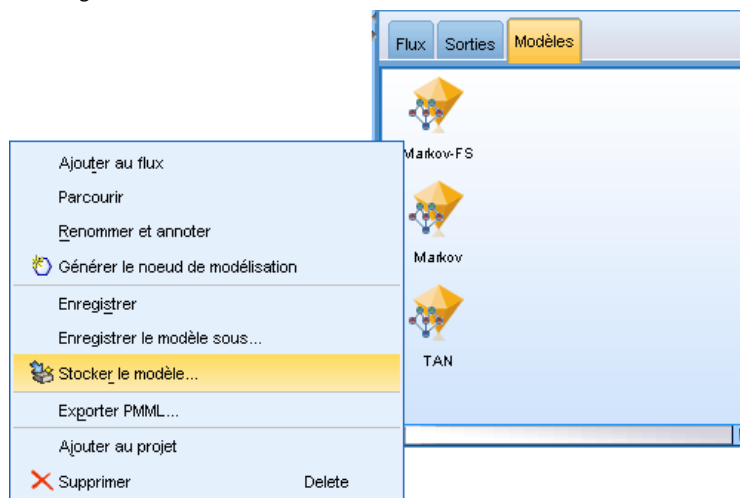 Flux Sorties Modèles
Markov-FS
Markov
TAN
Ajouter au flux
Parcourir
Renommer et annoter
Générer le noeud de modélisation
Enregistrer
Enregistrer le modèle sous...
Stocker le modèle...
Exporter PMML...
Ajouter au projet
Supprimer Delete